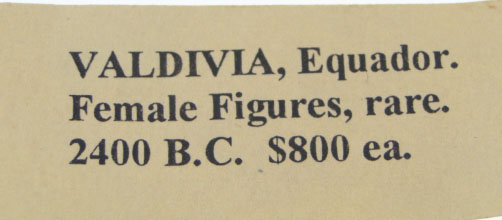 VALDIVIA, Equador.
Female Figures, rare.
2400 B.C. $800 ea.